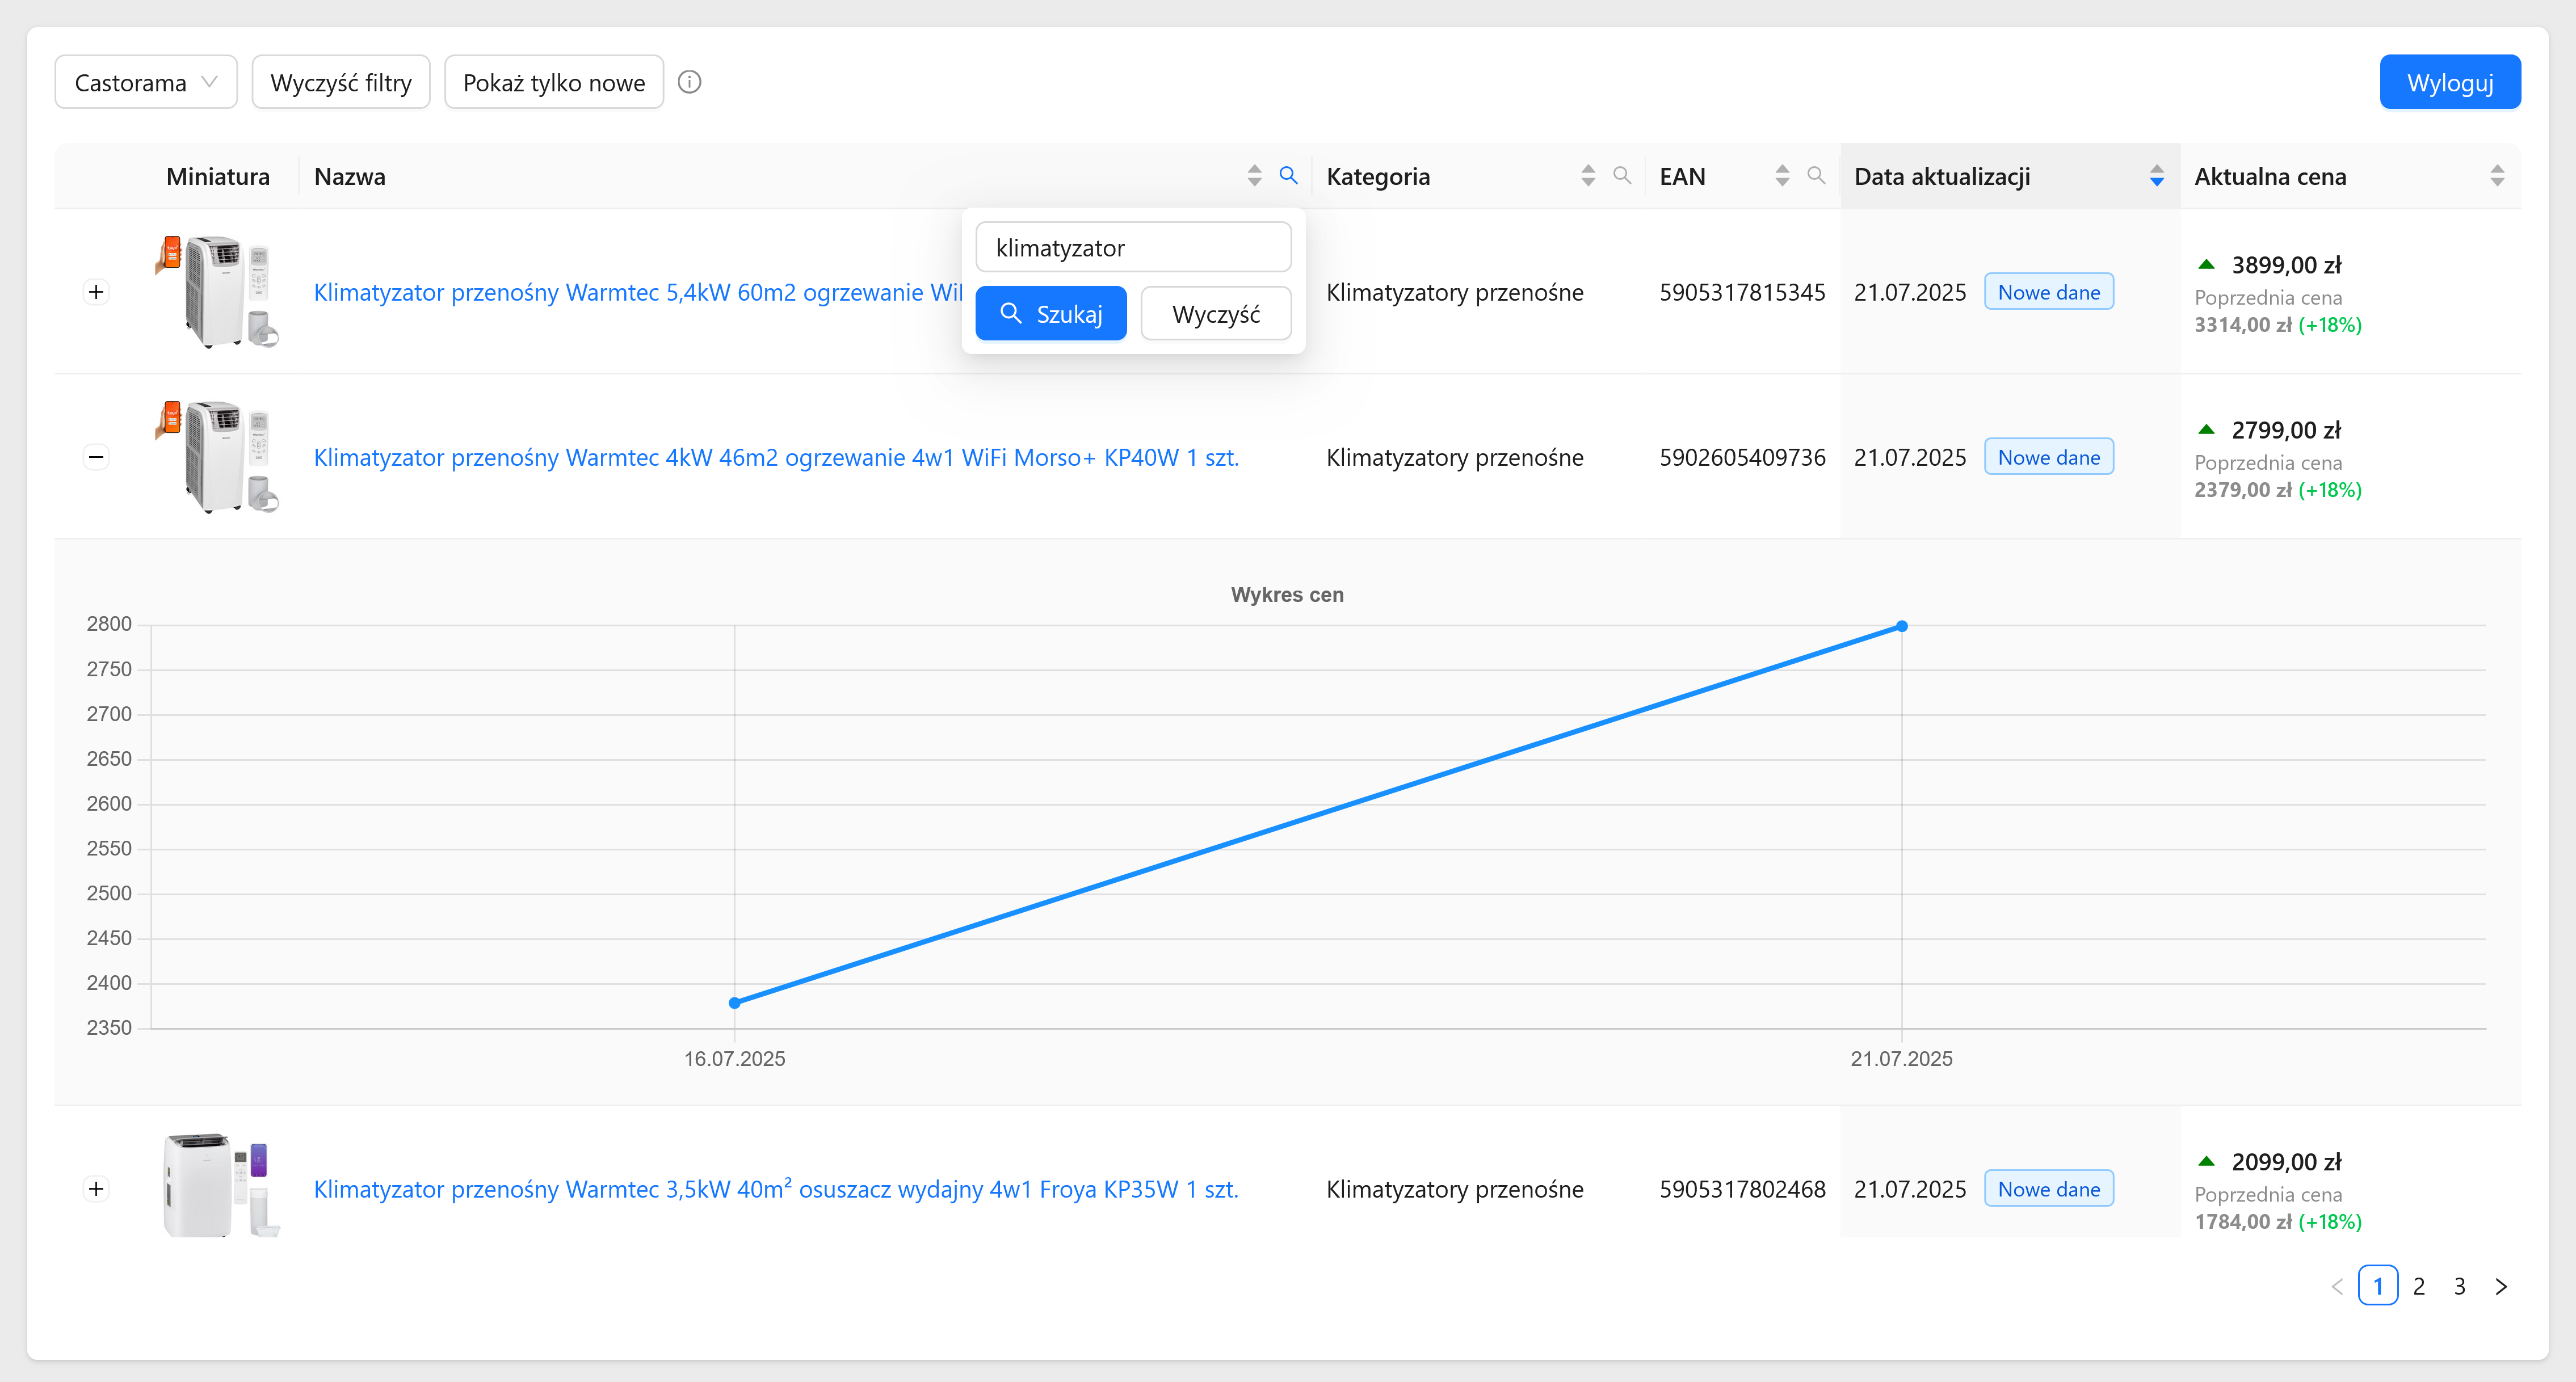 Castorama
Wyczyść filtry
Pokaż tylko nowe
Wyloguj
Miniatura
Nazwa
Kategoria
EAN
Data aktualizacji
Aktualna cena
klimatyzator
Szukaj
Wyczyść
Klimatyzator przenośny Warmtec 5,4kW 60m2 ogrzewanie
Klimatyzatory przenośne
5905317815345
21.07.2025
Nowe dane
3899,00 zł
Poprzednia cena
3314,00 zł (+18%)
Klimatyzator przenośny Warmtec 4kW 46m2 ogrzewanie 4w1 WiFi Morso+ KP40W 1 szt.
Klimatyzatory przenośne
5902605409736
21.07.2025
Nowe dane
2799,00 zł
Poprzednia cena
2379,00 zł (+18%)
Wykres cen
2800
2750
2700
2650
2600
2550
2500
2450
2400
2350
16.07.2025
21.07.2025
Klimatyzator przenośny Warmtec 3,5kW 40m² osuszacz wydajny 4w1 Froya KP35W 1 szt.
Klimatyzatory przenośne
5905317802468
21.07.2025
Nowe dane
2099,00 zł
Poprzednia cena
1784,00 zł (+18%)
1 2 3